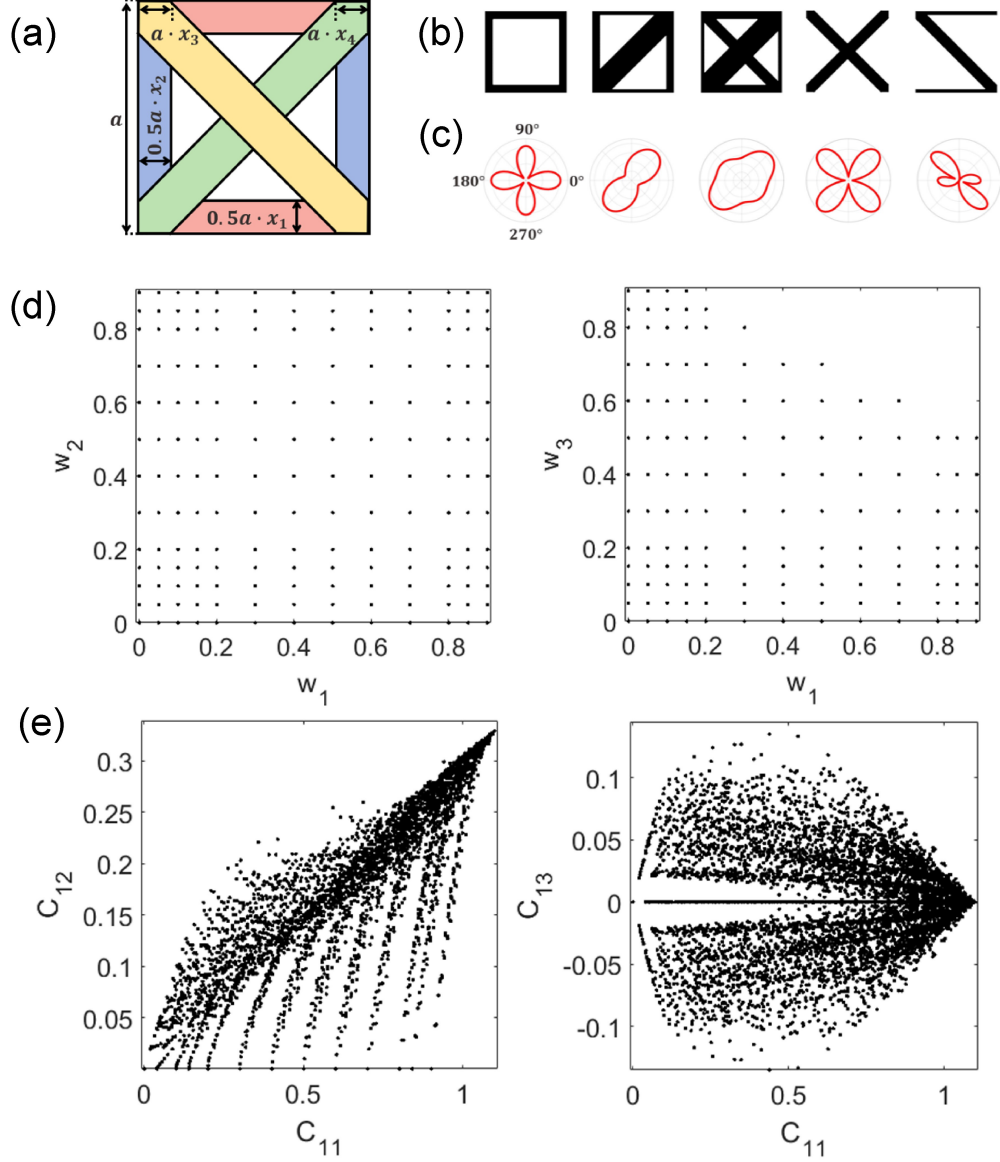 (a)
a · x₃
a · x₄
a
0.5a · x₂
0.5a · x₁
(b)
(c)
90°
180°
0°
270°
(d)
0.8
0.6
0.4
0.2
0
w₂
0
0.2
0.4
0.6
0.8
w₁
0.8
0.6
0.4
0.2
0
w₃
0
0.2
0.4
0.6
0.8
w₁
(e)
0.3
0.25
0.2
0.15
0.1
0.05
C₁₂
0
0.5
1
C₁₁
0.1
0.05
0
-0.05
-0.1
C₁₃
0
0.5
1
C₁₁